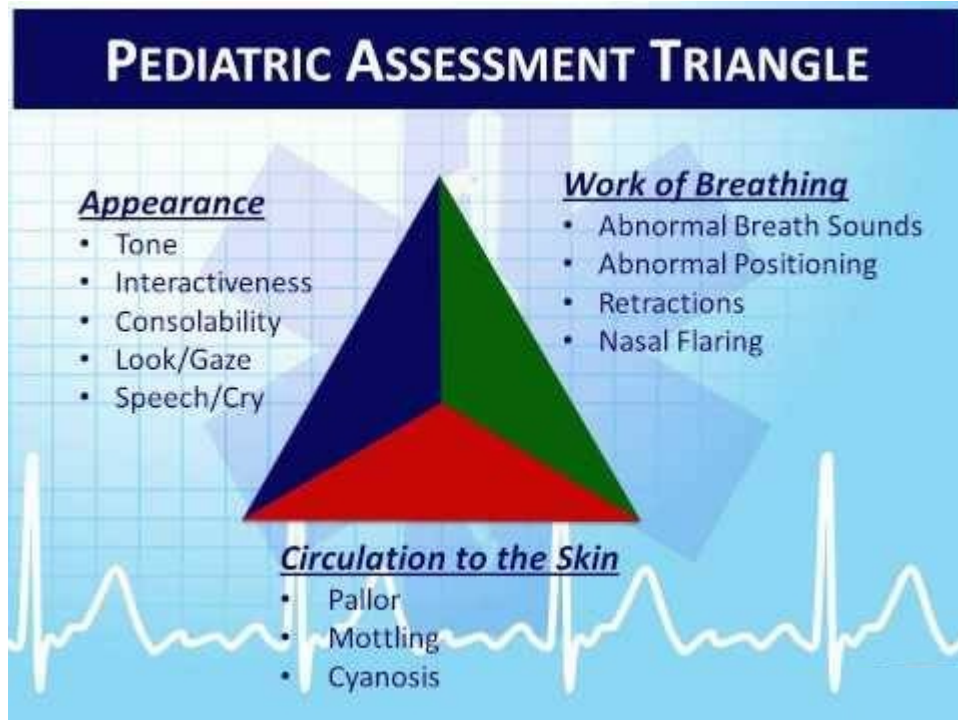 PEDIATRIC ASSESSMENT TRIANGLE
Appearance
• Tone
• Interactiveness
• Consolability
• Look/Gaze
• Speech/Cry
Work of Breathing
• Abnormal Breath Sounds
• Abnormal Positioning
• Retractions
• Nasal Flaring
Circulation to the Skin
• Pallor
• Mottling
• Cyanosis